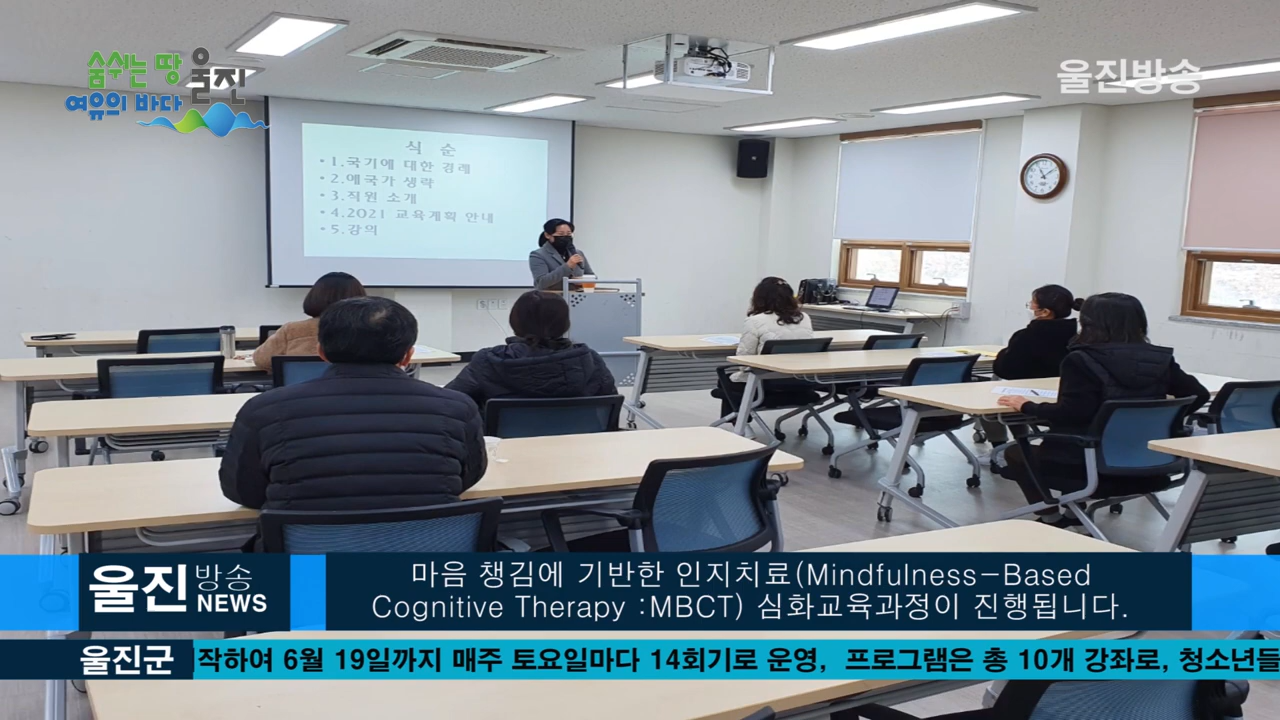 숨쉬는 땅
여유의 바다
울진
울진방송
식 순
•1.국기에 대한 경례
•2.애국가 생략
•3.직원 소개
•4.2021 교육계획 안내
•5.강의
울진방송
NEWS
마음 챙김에 기반한 인지치료(Mindfulness-Based
Cognitive Therapy :MBCT) 심화교육과정이 진행됩니다.
울진군
작하여 6월 19일까지 매주 토요일마다 14회기로 운영, 프로그램은 총 10개 강좌로, 청소년들